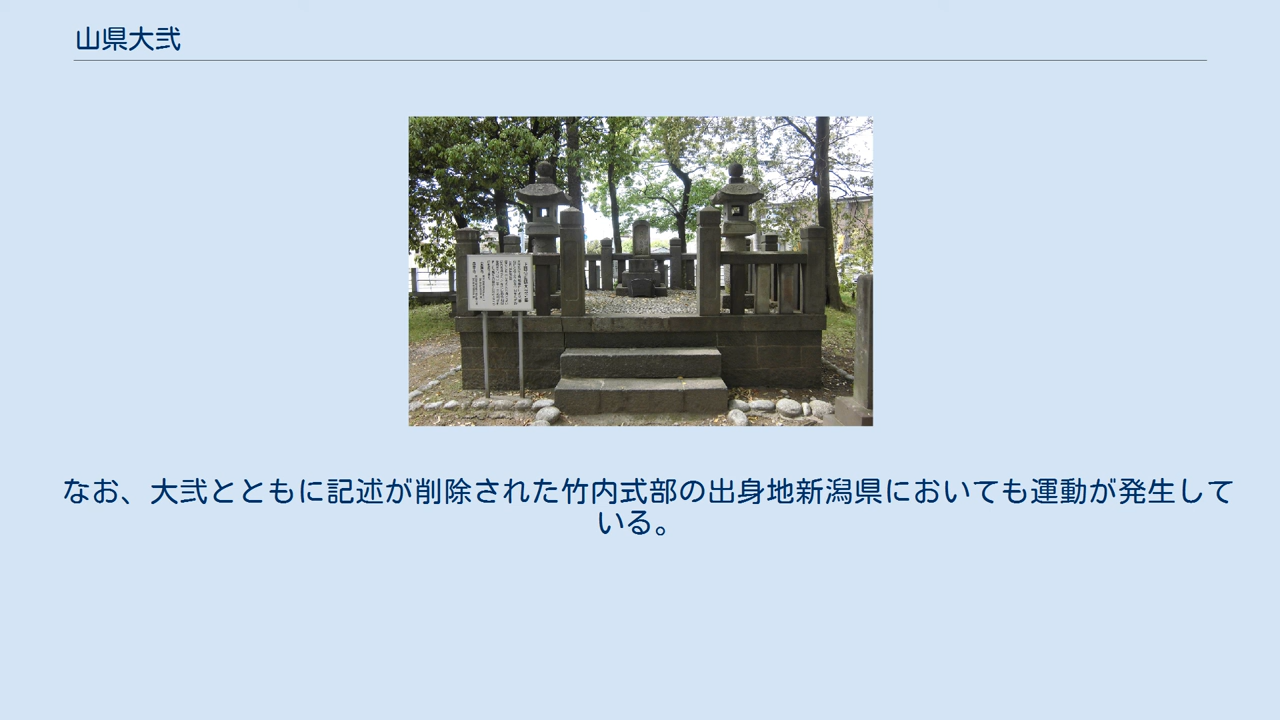 山県大弐
なお、大弐とともに記述が削除された竹内式部の出身地新潟県においても運動が発生して
いる。